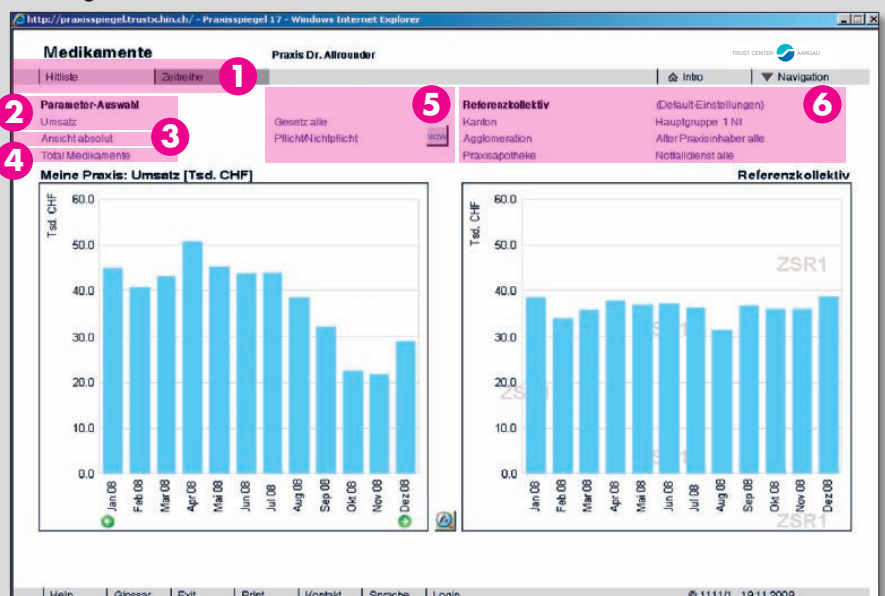 http://praxisspiegel.trustx.hin.ch/ - Praxisspiegel 17 - Windows Internet Explorer
Medikamente
Praxis Dr. Allrounder
TRUST CENTER AARGAU
Hitliste Zeitreihe 1 Intro Navigation
2 Parameter-Auswahl 5 Referenzkollektiv (Default-Einstellungen) 6
Umsatz Gesetz alle Kanton Hauptgruppe 1 NI
Ansicht absolut 3 Pflicht/Nichtpflicht WZW Agglomeration Alter Praxisinhaber alle
4 Total Medikamente Praxisapotheke Notfalldienst alle
Meine Praxis: Umsatz [Tsd. CHF] Referenzkollektiv
Tsd. CHF
60.0
50.0
40.0
30.0
20.0
10.0
0.0
Jan 08 Feb 08 Mar 08 Apr 08 Mai 08 Jun 08 Jul 08 Aug 08 Sep 08 Okt 08 Nov 08 Dez 08
Tsd. CHF
60.0
50.0
40.0
30.0
20.0
10.0
0.0
ZSR1
ZSR1
Jan 08 Feb 08 Mar 08 Apr 08 Mai 08 Jun 08 Jul 08 Aug 08 Sep 08 Okt 08 Nov 08 Dez 08
Help Glossar Exit Print Kontakt Sprache Login © 1111/1 19.11.2009